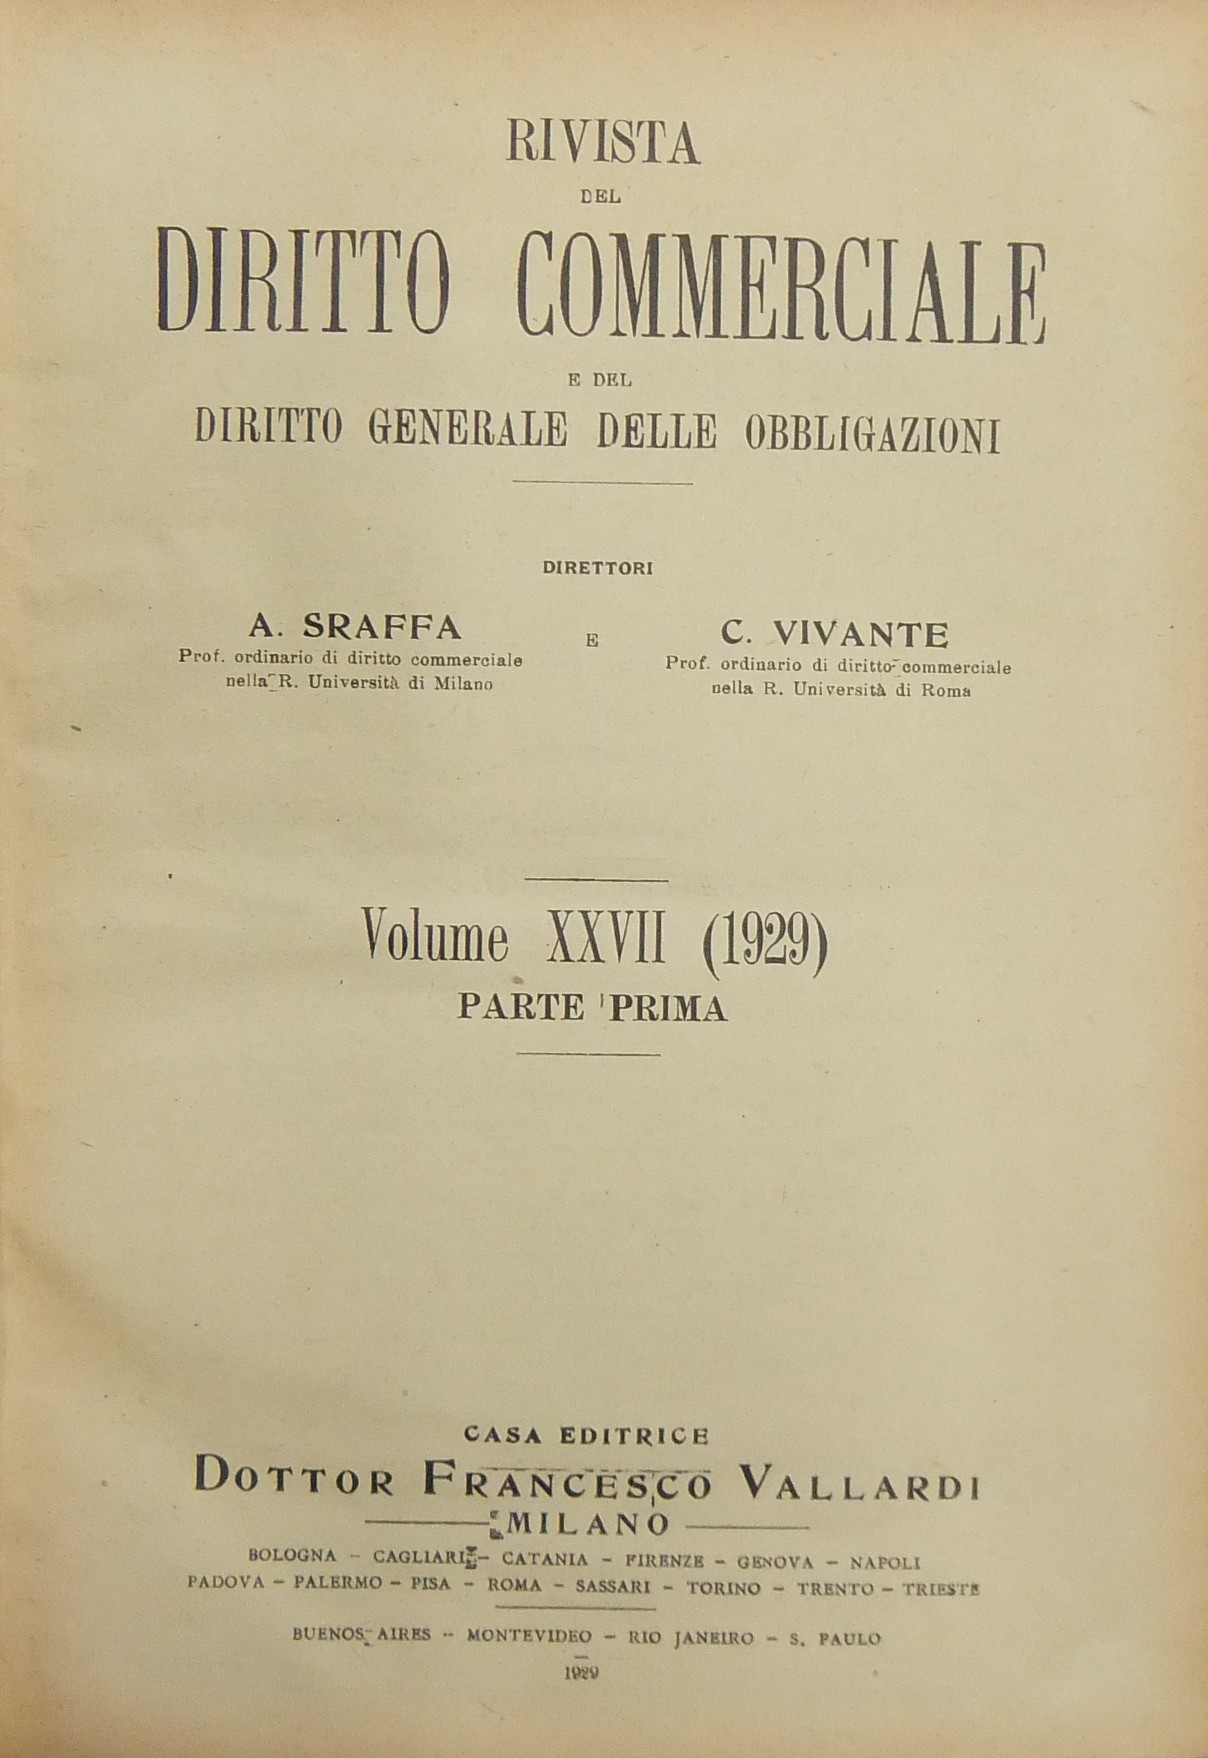 RIVISTA
DEL
DIRITTO COMMERCIALE
E DEL
DIRITTO GENERALE DELLE OBBLIGAZIONI
DIRETTORI
A. SRAFFA
Prof. ordinario di diritto commerciale
nella R. Università di Milano
E
C. VIVANTE
Prof. ordinario di diritto commerciale
nella R. Università di Roma
Volume XXVII (1929)
PARTE PRIMA
CASA EDITRICE
DOTTOR FRANCESCO VALLARDI
MILANO
BOLOGNA - CAGLIARI - CATANIA - FIRENZE - GENOVA - NAPOLI
PADOVA - PALERMO - PISA - ROMA - SASSARI - TORINO - TRENTO - TRIESTE
BUENOS AIRES - MONTEVIDEO - RIO JANEIRO - S. PAULO
1929